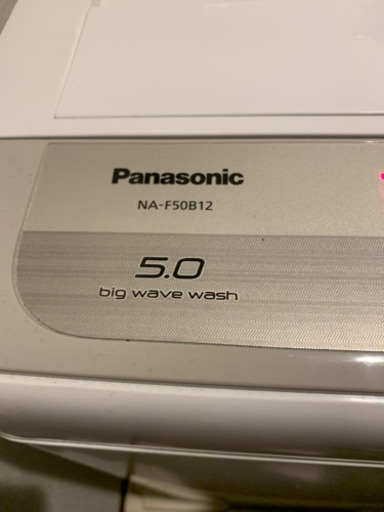 Panasonic
NA-F50B12
5.0
big wave wash